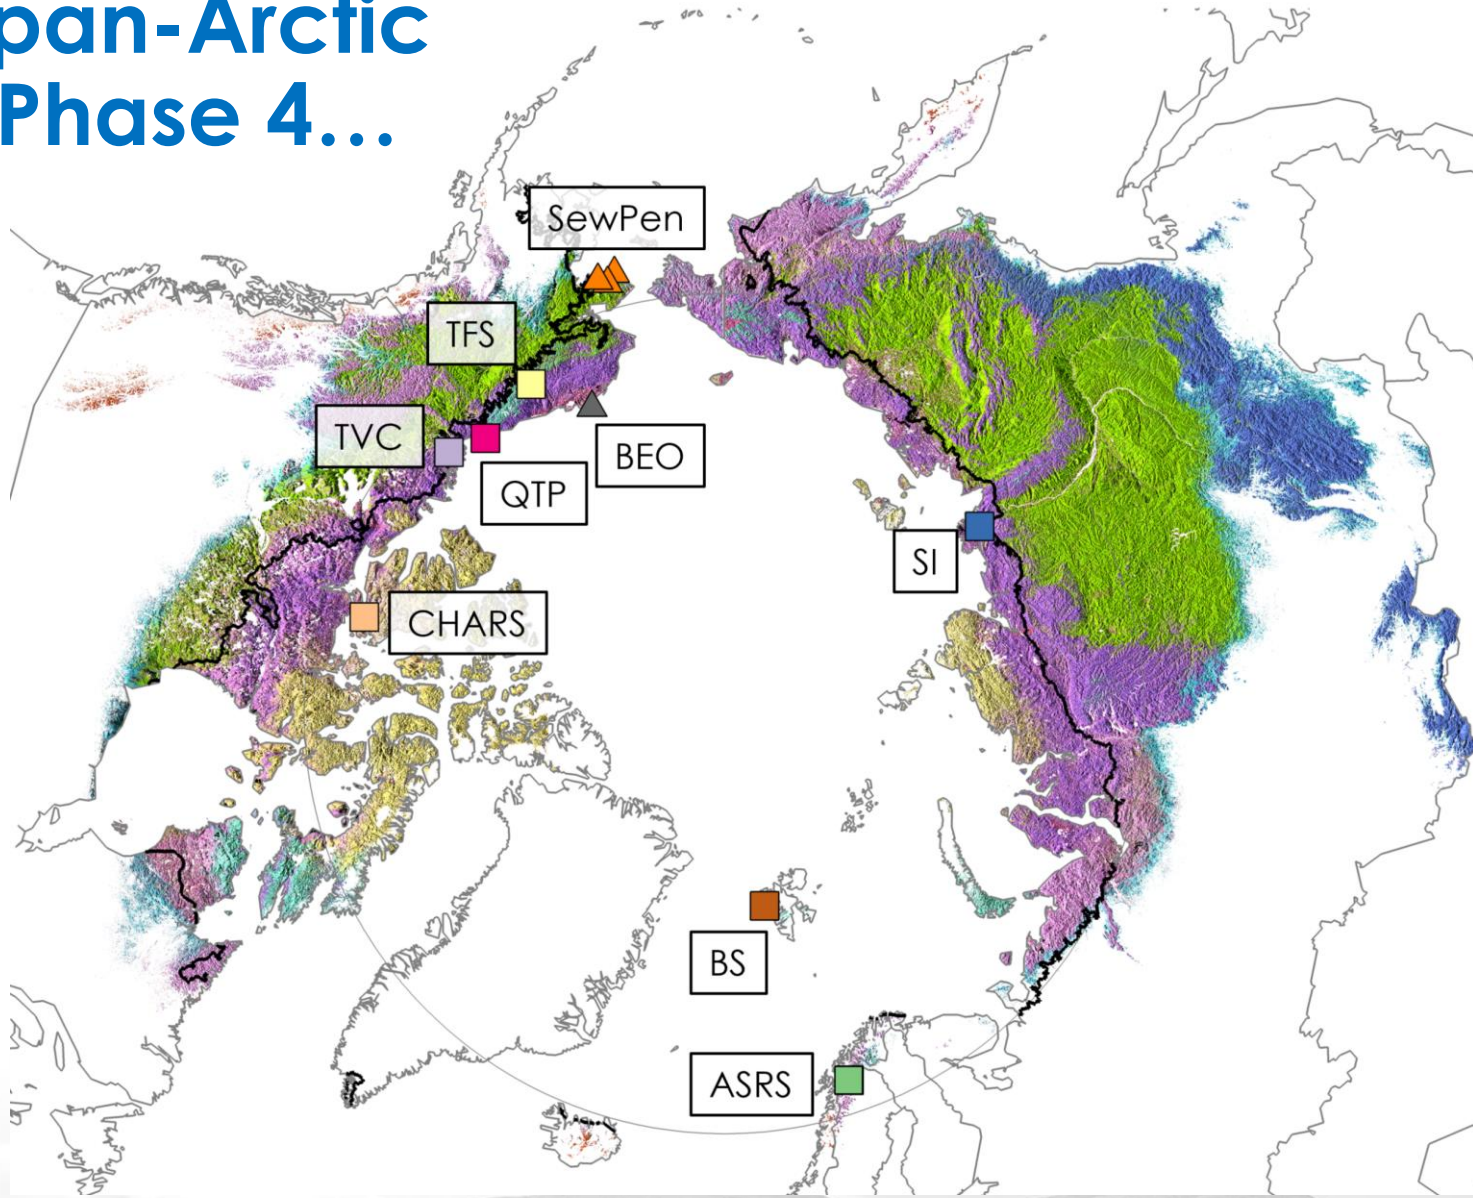 pan-Arctic
Phase 4...
SewPen
TFS
TVC
BEO
QTP
SI
CHARS
BS
ASRS